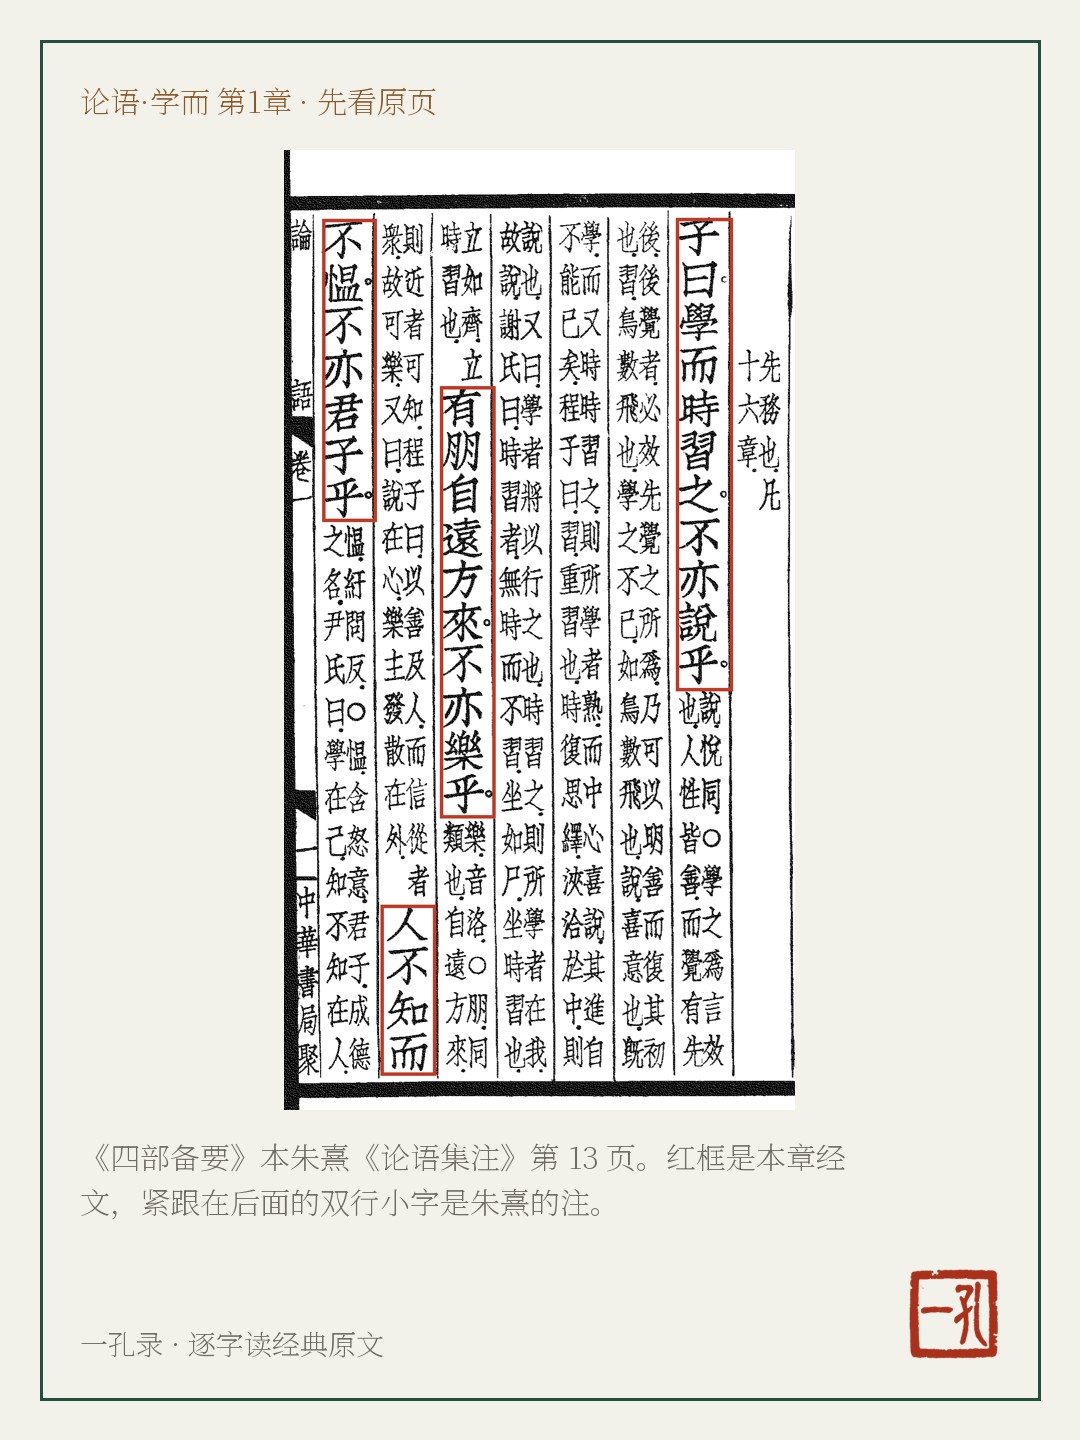 论语·学而 第1章 · 先看原页
先務也凡
十六章
子曰學而時習之。不亦說乎。
說悅同○學之爲言效
也人性皆善而覺有先
後後覺者必效先覺之所爲乃可以明善而復其初
也習鳥數飛也學之不已如鳥數飛也說喜意也既
學而又時時習之則所學者熟而中心喜說其進自
不能已矣程子曰習重習也時復思繹浹洽於中則
說也又曰學者將以行之也時習之則所學者在我
故說謝氏曰時習者無時而不習坐如尸坐時習也
立如齊立
時習也
有朋自遠方來。不亦樂乎。
樂音洛○朋同
類也自遠方來
則近者可知程子曰以善及人而信從者
衆故可樂又曰說在心樂主發散在外
人不知而
不慍。不亦君子乎。
慍紆問反○慍含怒意君子成德
之名尹氏曰學在己知不知在人
論語 卷一 一 中華書局聚
《四部备要》本朱熹《论语集注》第 13 页。红框是本章经
文，紧跟在后面的双行小字是朱熹的注。
一孔录 · 逐字读经典原文
一孔